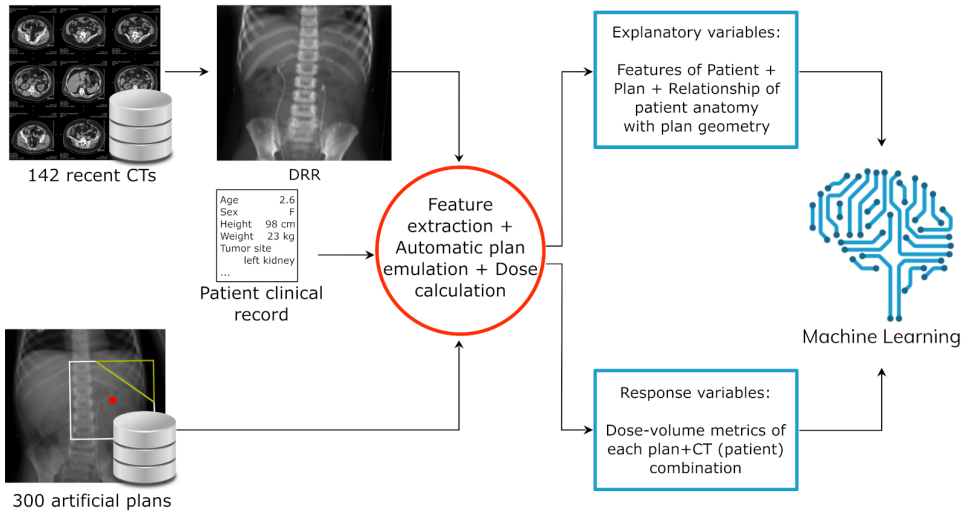 142 recent CTs
DRR
Age 2.6
Sex F
Height 98 cm
Weight 23 kg
Tumor site
left kidney
...
Patient clinical
record
300 artificial plans
Feature
extraction +
Automatic plan
emulation + Dose
calculation
Explanatory variables:
Features of Patient +
Plan + Relationship of
patient anatomy
with plan geometry
Response variables:
Dose-volume metrics of
each plan+CT (patient)
combination
Machine Learning